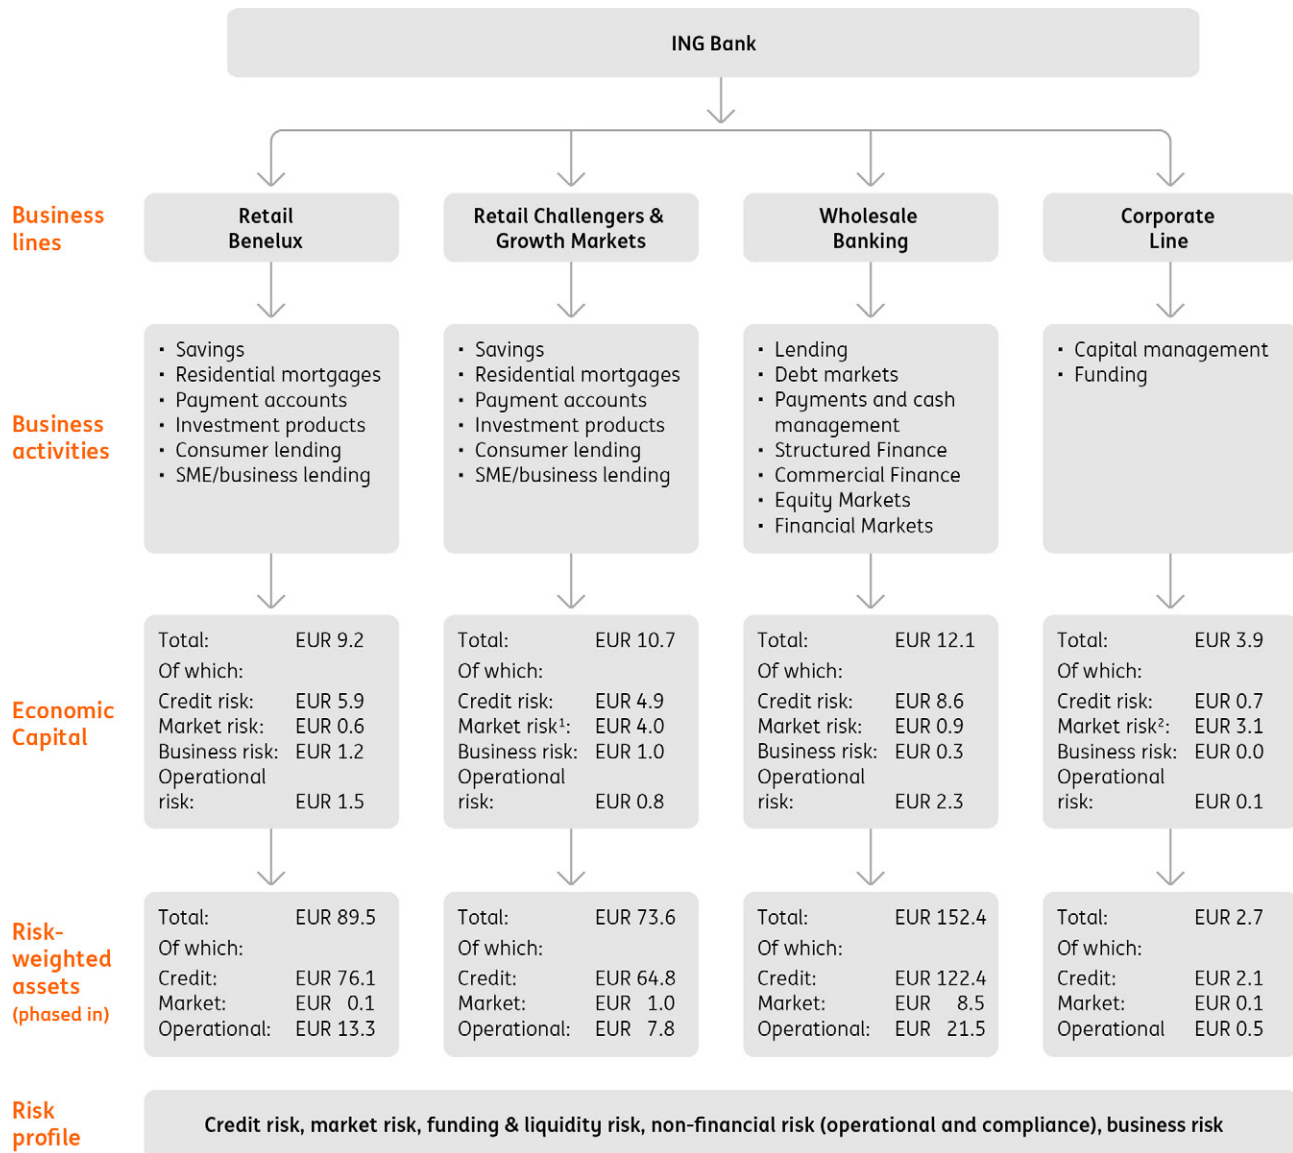 ING Bank
Business
lines
Retail
Benelux
Retail Challengers &
Growth Markets
Wholesale
Banking
Corporate
Line
Business
activities
▪ Savings
▪ Residential mortgages
▪ Payment accounts
▪ Investment products
▪ Consumer lending
▪ SME/business lending
▪ Savings
▪ Residential mortgages
▪ Payment accounts
▪ Investment products
▪ Consumer lending
▪ SME/business lending
▪ Lending
▪ Debt markets
▪ Payments and cash
management
▪ Structured Finance
▪ Commercial Finance
▪ Equity Markets
▪ Financial Markets
▪ Capital management
▪ Funding
Economic
Capital
Total: EUR 9.2
Of which:
Credit risk: EUR 5.9
Market risk: EUR 0.6
Business risk: EUR 1.2
Operational
risk: EUR 1.5
Total: EUR 10.7
Of which:
Credit risk: EUR 4.9
Market risk¹: EUR 4.0
Business risk: EUR 1.0
Operational
risk: EUR 0.8
Total: EUR 12.1
Of which:
Credit risk: EUR 8.6
Market risk: EUR 0.9
Business risk: EUR 0.3
Operational
risk: EUR 2.3
Total: EUR 3.9
Of which:
Credit risk: EUR 0.7
Market risk²: EUR 3.1
Business risk: EUR 0.0
Operational
risk: EUR 0.1
Risk-
weighted
assets
(phased in)
Total: EUR 89.5
Of which:
Credit: EUR 76.1
Market: EUR 0.1
Operational: EUR 13.3
Total: EUR 73.6
Of which:
Credit: EUR 64.8
Market: EUR 1.0
Operational: EUR 7.8
Total: EUR 152.4
Of which:
Credit: EUR 122.4
Market: EUR 8.5
Operational: EUR 21.5
Total: EUR 2.7
Of which:
Credit: EUR 2.1
Market: EUR 0.1
Operational EUR 0.5
Risk
profile
Credit risk, market risk, funding & liquidity risk, non-financial risk (operational and compliance), business risk